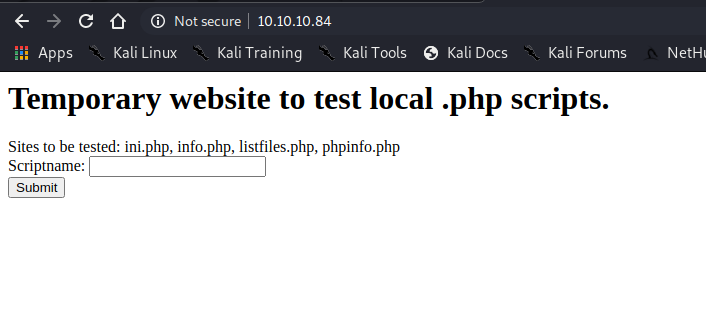 Not secure 10.10.10.84
Apps Kali Linux Kali Training Kali Tools Kali Docs Kali Forums NetHu
Temporary website to test local .php scripts.
Sites to be tested: ini.php, info.php, listfiles.php, phpinfo.php
Scriptname:
Submit